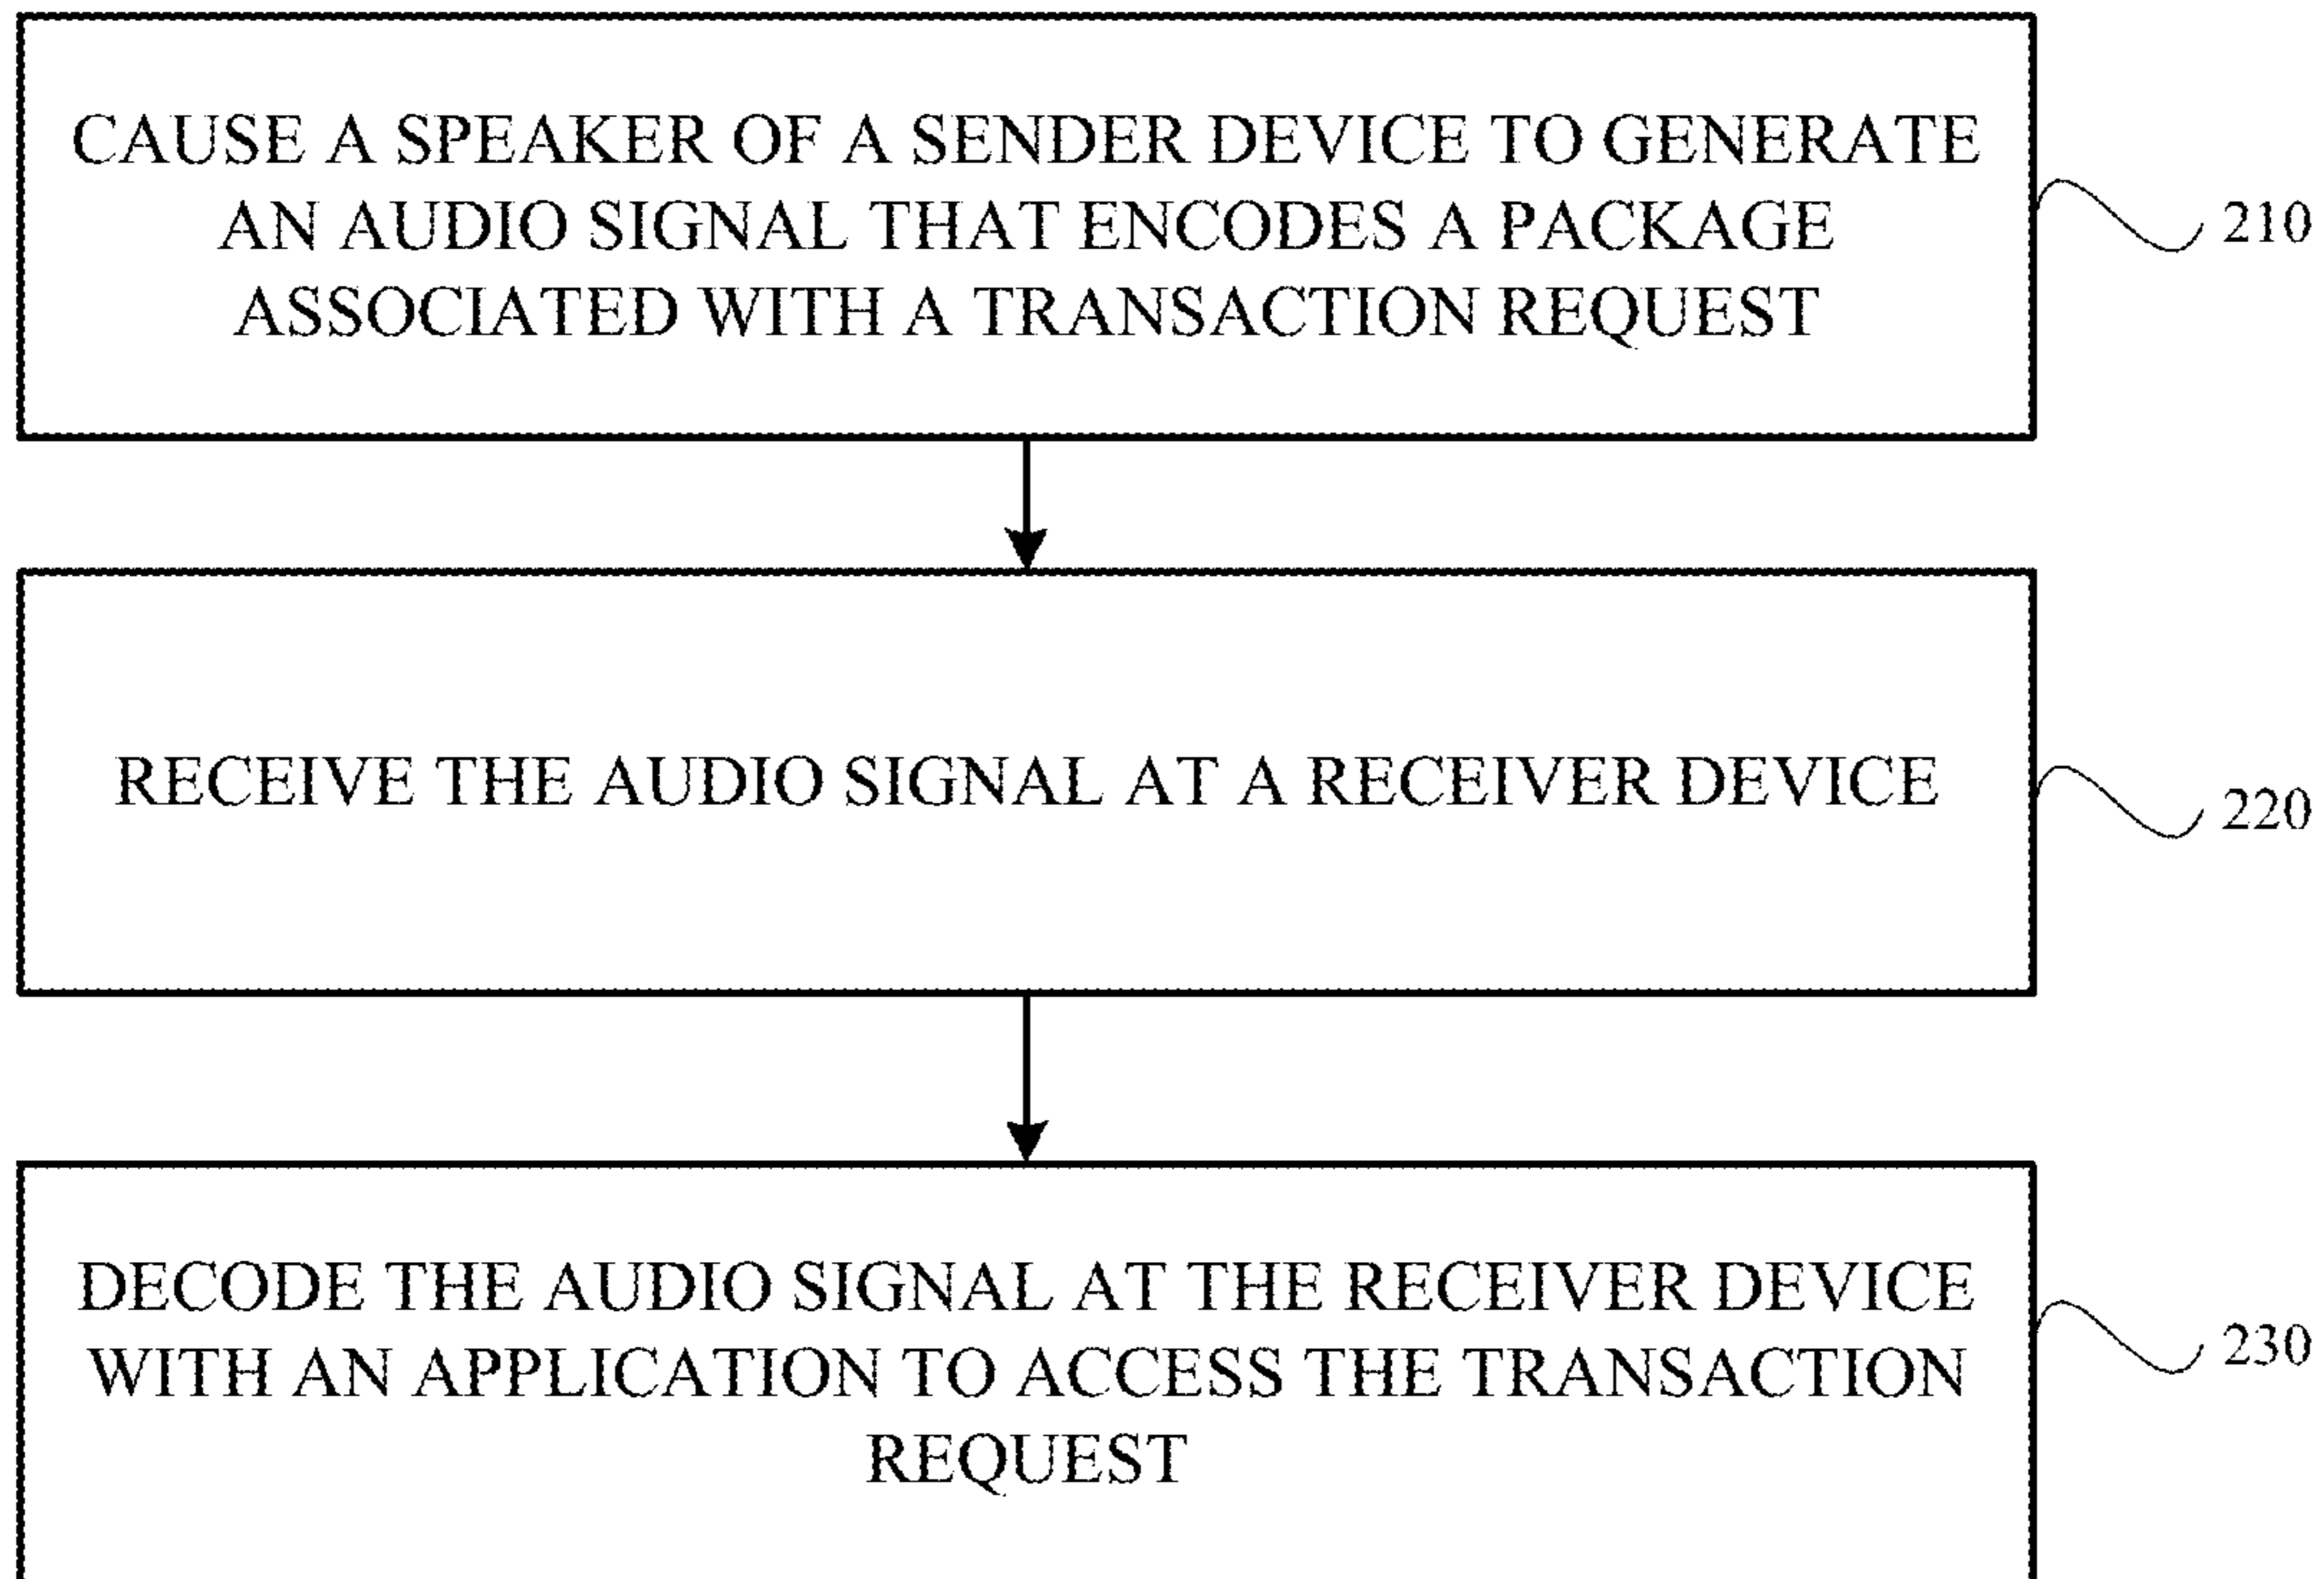 CAUSE A SPEAKER OF A SENDER DEVICE TO GENERATE
AN AUDIO SIGNAL THAT ENCODES A PACKAGE
ASSOCIATED WITH A TRANSACTION REQUEST
210
RECEIVE THE AUDIO SIGNAL AT A RECEIVER DEVICE
220
DECODE THE AUDIO SIGNAL AT THE RECEIVER DEVICE
WITH AN APPLICATION TO ACCESS THE TRANSACTION
REQUEST
230